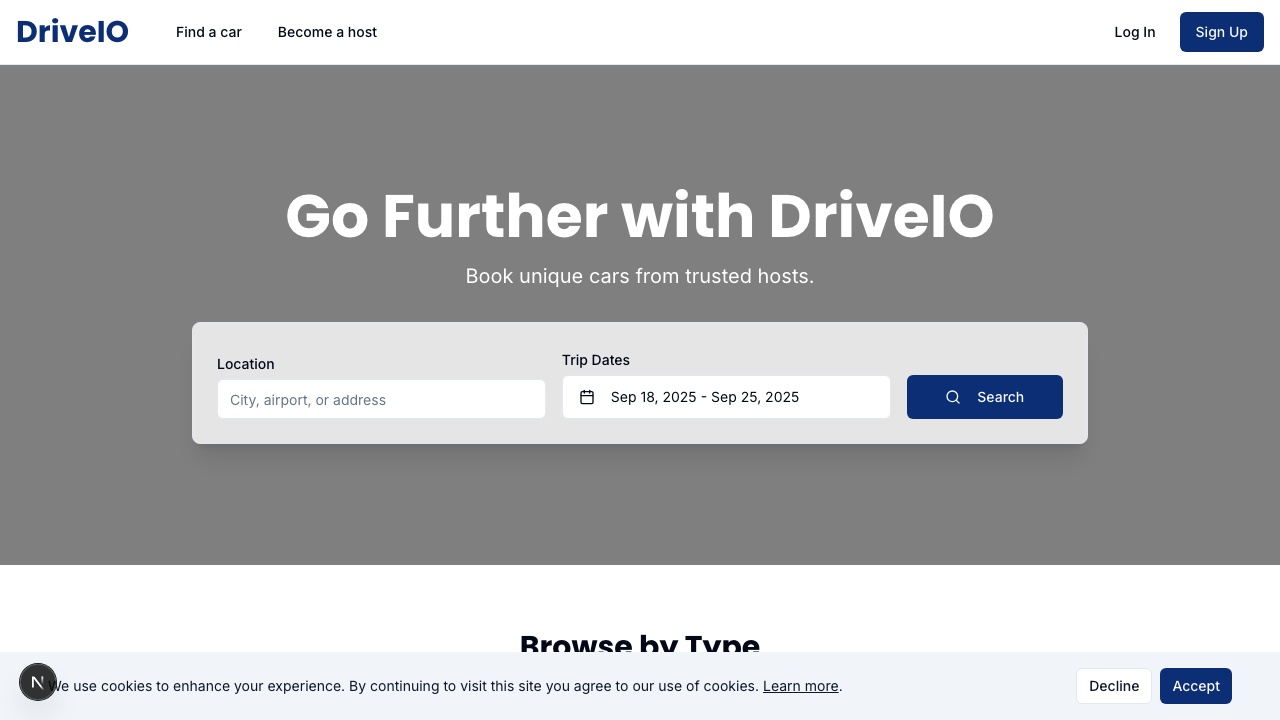 DriveIO
Find a car
Become a host
Log In
Sign Up
Go Further with DriveIO
Book unique cars from trusted hosts.
Location
City, airport, or address
Trip Dates
Sep 18, 2025 - Sep 25, 2025
Search
Browse by Type
N
We use cookies to enhance your experience. By continuing to visit this site you agree to our use of cookies. Learn more.
Decline
Accept